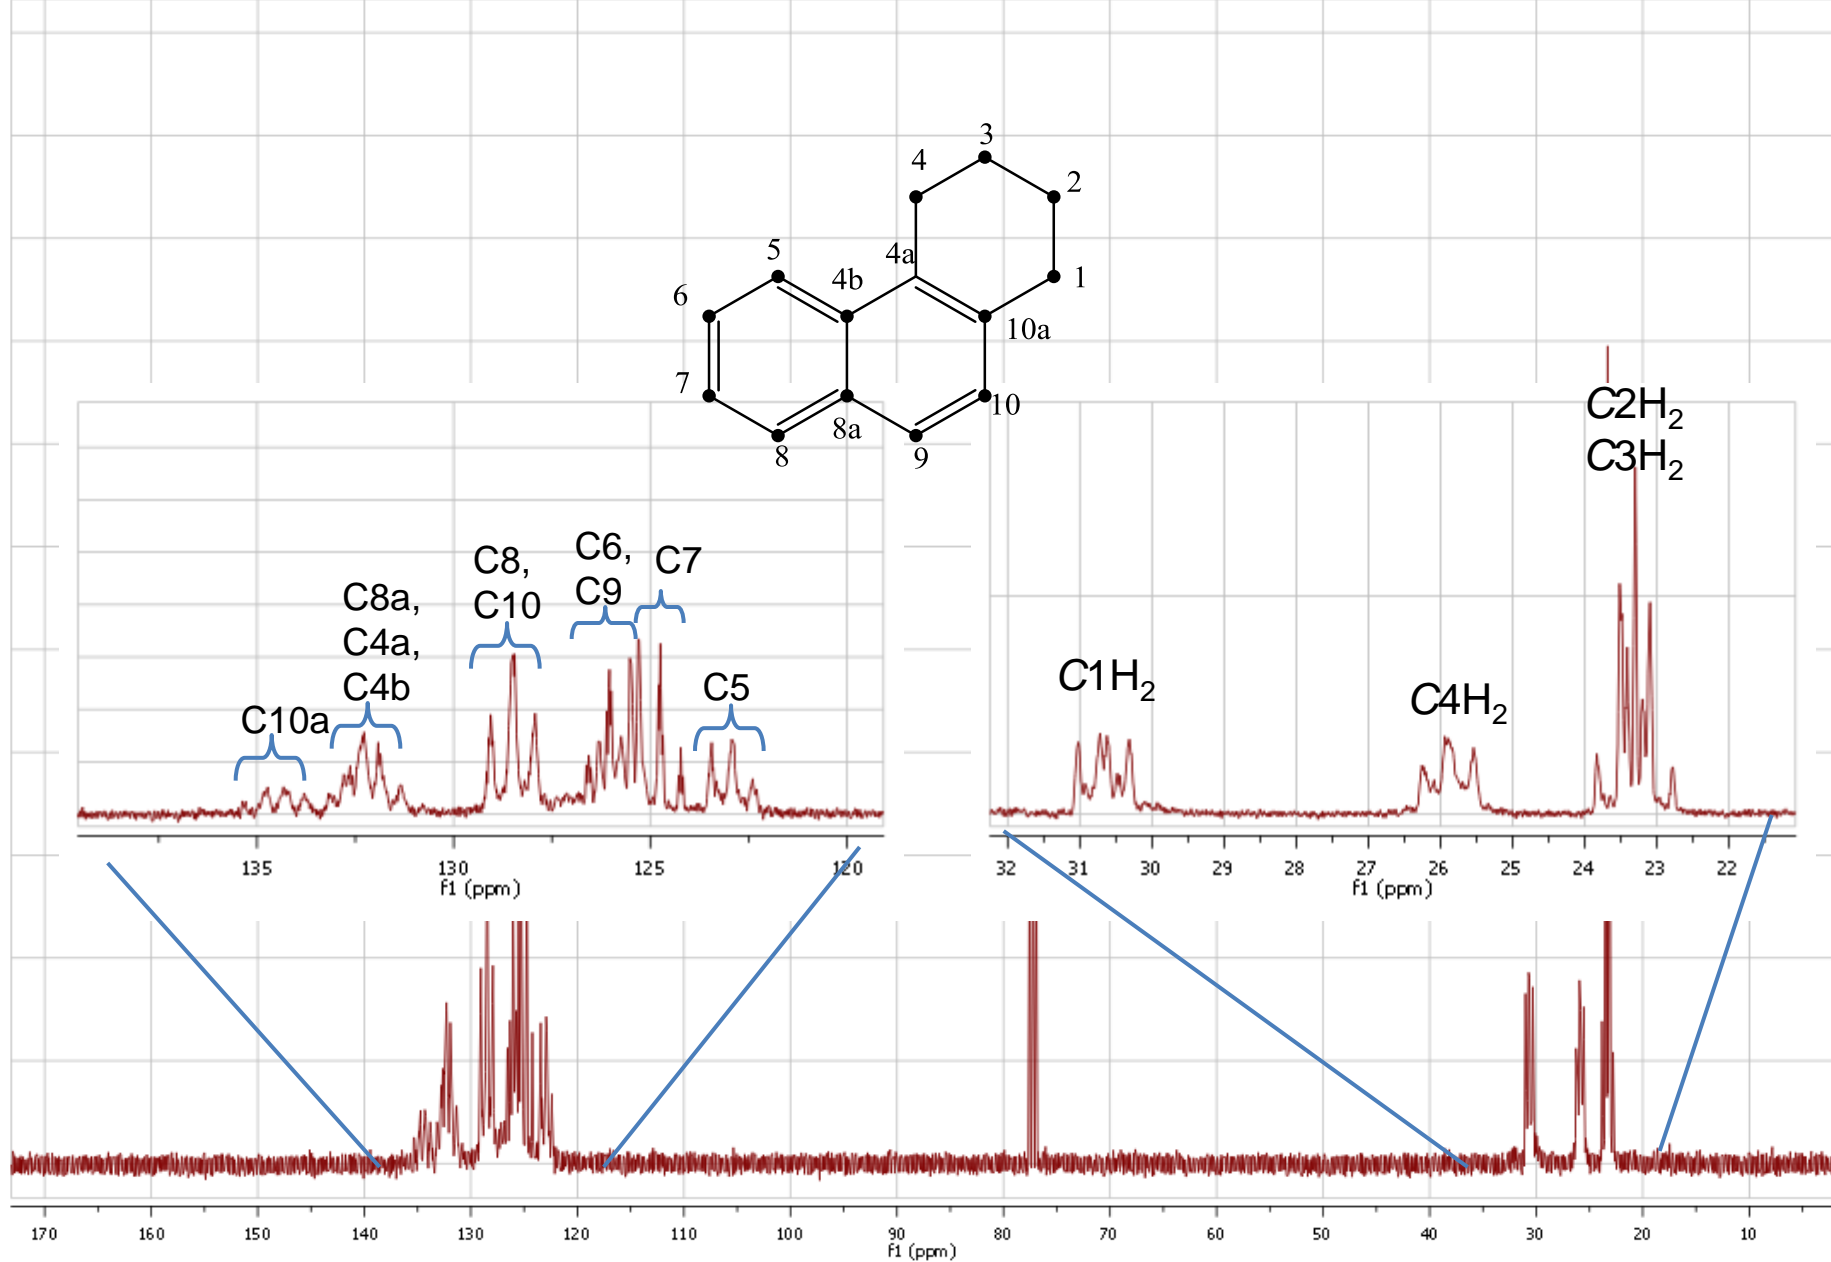 3
4
2
5
4a
4b
1
6
10a
7
10
8a
8
9
C2H₂
C3H₂
C6,
C9
C7
C8,
C10
C8a,
C4a,
C4b
C5
C10a
C1H₂
C4H₂
135 130 125 120
f1 (ppm)
32 31 30 29 28 27 26 25 24 23 22
f1 (ppm)
170 160 150 140 130 120 110 100 90 80 70 60 50 40 30 20 10
f1 (ppm)